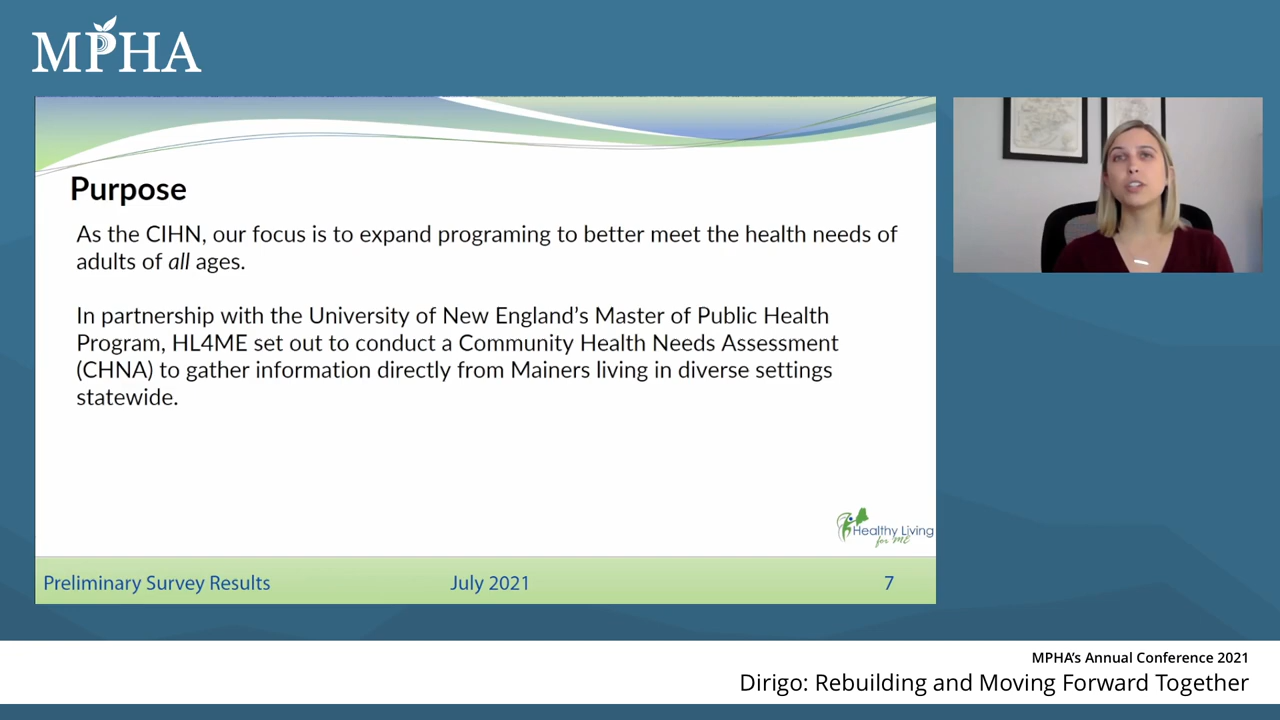 MPHA
Purpose
As the CIHN, our focus is to expand programing to better meet the health needs of
adults of all ages.
In partnership with the University of New England's Master of Public Health
Program, HL4ME set out to conduct a Community Health Needs Assessment
(CHNA) to gather information directly from Mainers living in diverse settings
statewide.
Healthy Living
for ME
Preliminary Survey Results July 2021 7
MPHA's Annual Conference 2021
Dirigo: Rebuilding and Moving Forward Together